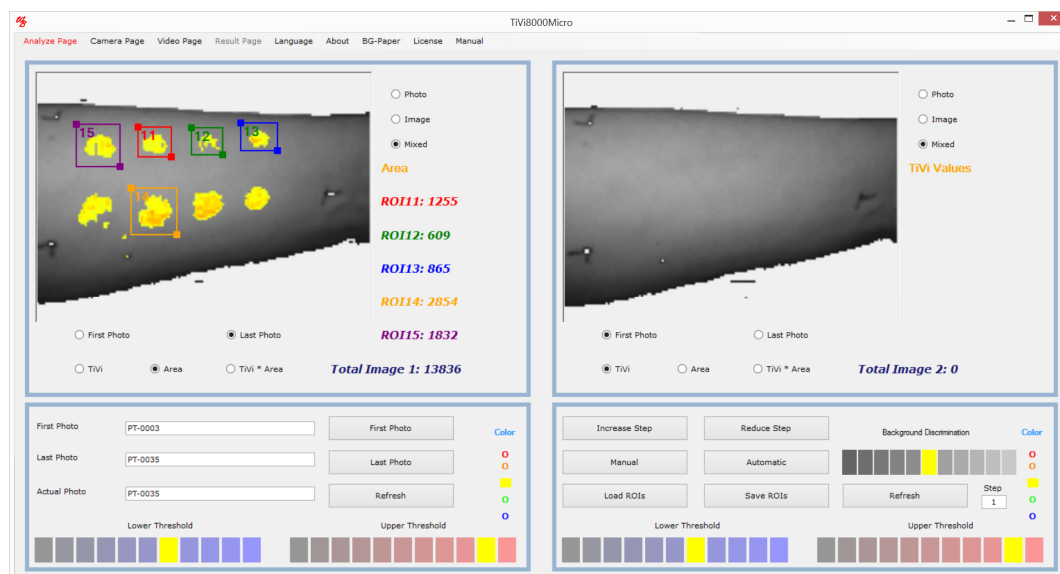 TiVi8000Micro
Analyze Page Camera Page Video Page Result Page Language About BG-Paper License Manual
15 11 12 13
14
Photo
Image
Mixed
Area
ROI11: 1255
ROI12: 609
ROI13: 865
ROI14: 2854
ROI15: 1832
First Photo Last Photo
TiVi Area TiVi * Area Total Image 1: 13836
Photo
Image
Mixed
TiVi Values
First Photo Last Photo
TiVi Area TiVi * Area Total Image 2: 0
First Photo PT-0003 First Photo Color
Last Photo PT-0035 Last Photo
Actual Photo PT-0035 Refresh
Lower Threshold Upper Threshold
Increase Step Reduce Step Background Discrimination Color
Manual Automatic
Load ROIs Save ROIs Refresh Step
1
Lower Threshold Upper Threshold